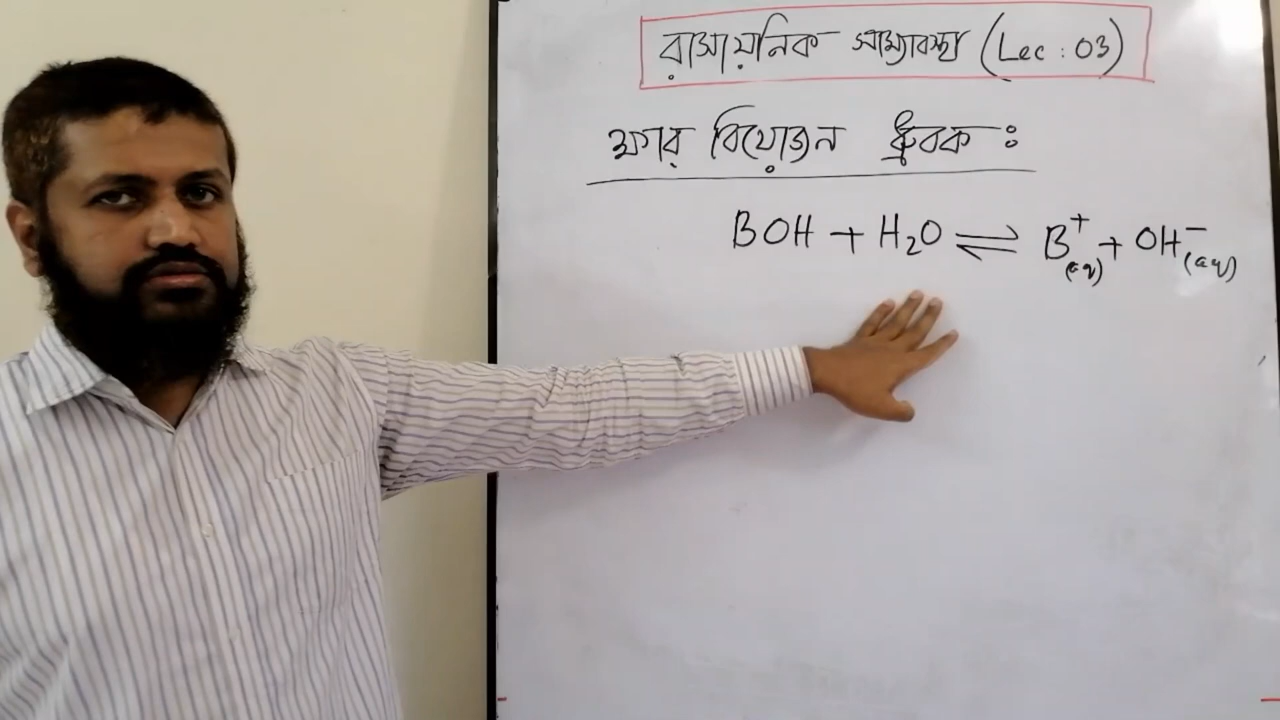 রাসায়নিক সাম্যাবস্থা (Lec : 03)
ক্ষার বিয়োজন ধ্রুবক :
BOH + H₂O ⇌ B⁺(aq) + OH⁻(aq)